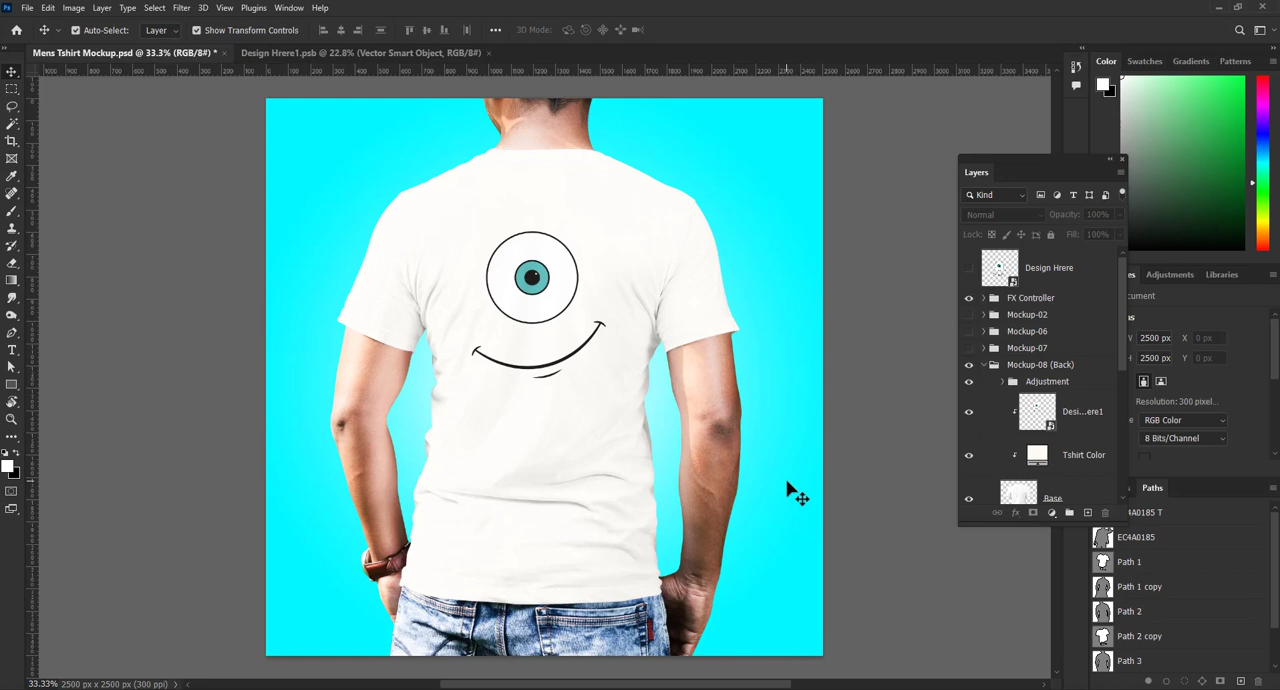 File Edit Image Layer Type Select Filter 3D View Plugins Window Help
Auto-Select: Layer Show Transform Controls 3D Mode:
Mens Tshirt Mockup.psd @ 33.3% (RGB/8#) * × Design Hrere1.psb @ 22.8% (Vector Smart Object, RGB/8#) ×
Color Swatches Gradients Patterns
Layers
Kind
Normal Opacity: 100%
Lock: Fill: 100%
Design Hrere
FX Controller
Mockup-02
Mockup-06
Mockup-07
Mockup-08 (Back)
Adjustment
Desi...ere1
Tshirt Color
Base
Adjustments Libraries
W 2500 px X 0 px
H 2500 px Y 0 px
Resolution: 300 pixel...
RGB Color
8 Bits/Channel
Paths
EC4A0185
Path 1
Path 1 copy
Path 2
Path 2 copy
Path 3
33.33% 2500 px x 2500 px (300 ppi)